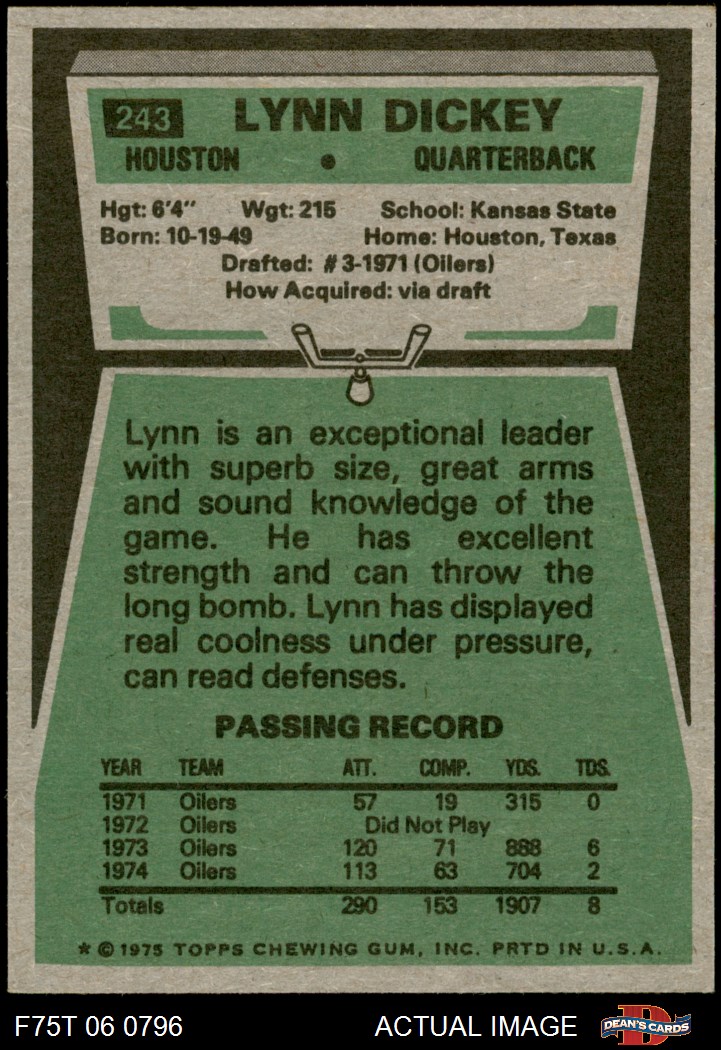 243 LYNN DICKEY
HOUSTON • QUARTERBACK
Hgt: 6'4" Wgt: 215 School: Kansas State
Born: 10-19-49 Home: Houston, Texas
Drafted: #3-1971 (Oilers)
How Acquired: via draft
Lynn is an exceptional leader
with superb size, great arms
and sound knowledge of the
game. He has excellent
strength and can throw the
long bomb. Lynn has displayed
real coolness under pressure,
can read defenses.
PASSING RECORD
YEAR TEAM ATT. COMP. YDS. TDS.
1971 Oilers 57 19 315 0
1972 Oilers Did Not Play
1973 Oilers 120 71 888 6
1974 Oilers 113 63 704 2
Totals 290 153 1907 8
* © 1975 TOPPS CHEWING GUM, INC. PRTD IN U.S.A.
F75T 06 0796 ACTUAL IMAGE D DEAN'S CARDS